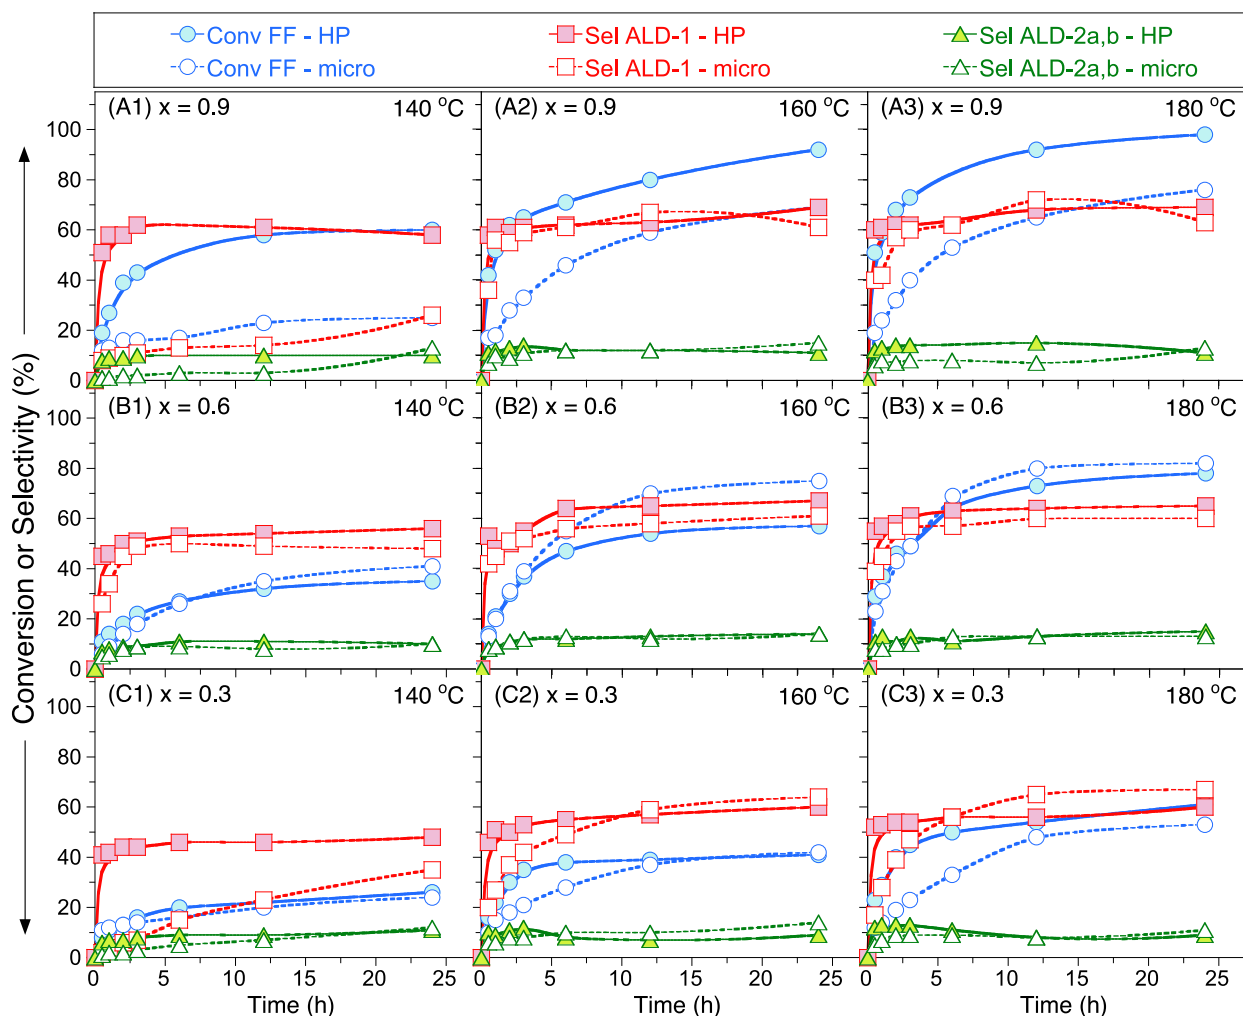 Conv FF - HP Sel ALD-1 - HP Sel ALD-2a,b - HP
Conv FF - micro Sel ALD-1 - micro Sel ALD-2a,b - micro
Conversion or Selectivity (%)
(A1) x = 0.9 140 °C (A2) x = 0.9 160 °C (A3) x = 0.9 180 °C
100
80
60
40
20
0
(B1) x = 0.6 140 °C (B2) x = 0.6 160 °C (B3) x = 0.6 180 °C
100
80
60
40
20
0
(C1) x = 0.3 140 °C (C2) x = 0.3 160 °C (C3) x = 0.3 180 °C
100
80
60
40
20
0
0 5 10 15 20 25 0 5 10 15 20 25 0 5 10 15 20 25
Time (h) Time (h) Time (h)